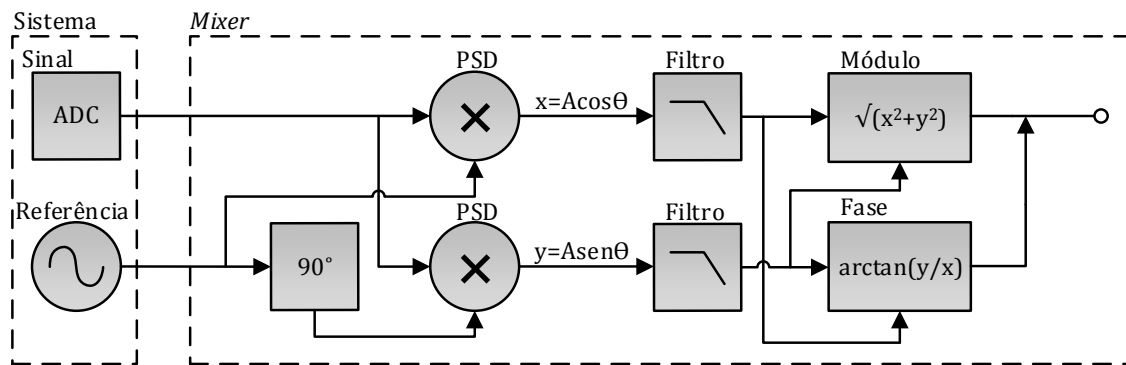 Sistema
Mixer
Sinal
PSD
Filtro
Módulo
ADC
x=AcosΘ
√(x²+y²)
Referência
PSD
Filtro
Fase
90°
y=AsenΘ
arctan(y/x)